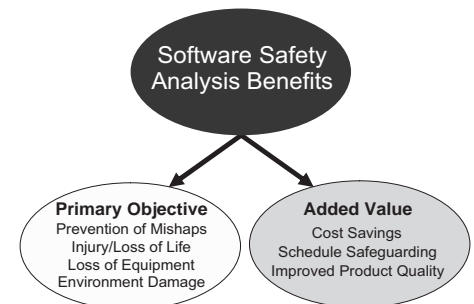 Software Safety
Analysis Benefits
Primary Objective
Prevention of Mishaps
Injury/Loss of Life
Loss of Equipment
Environment Damage
Added Value
Cost Savings
Schedule Safeguarding
Improved Product Quality